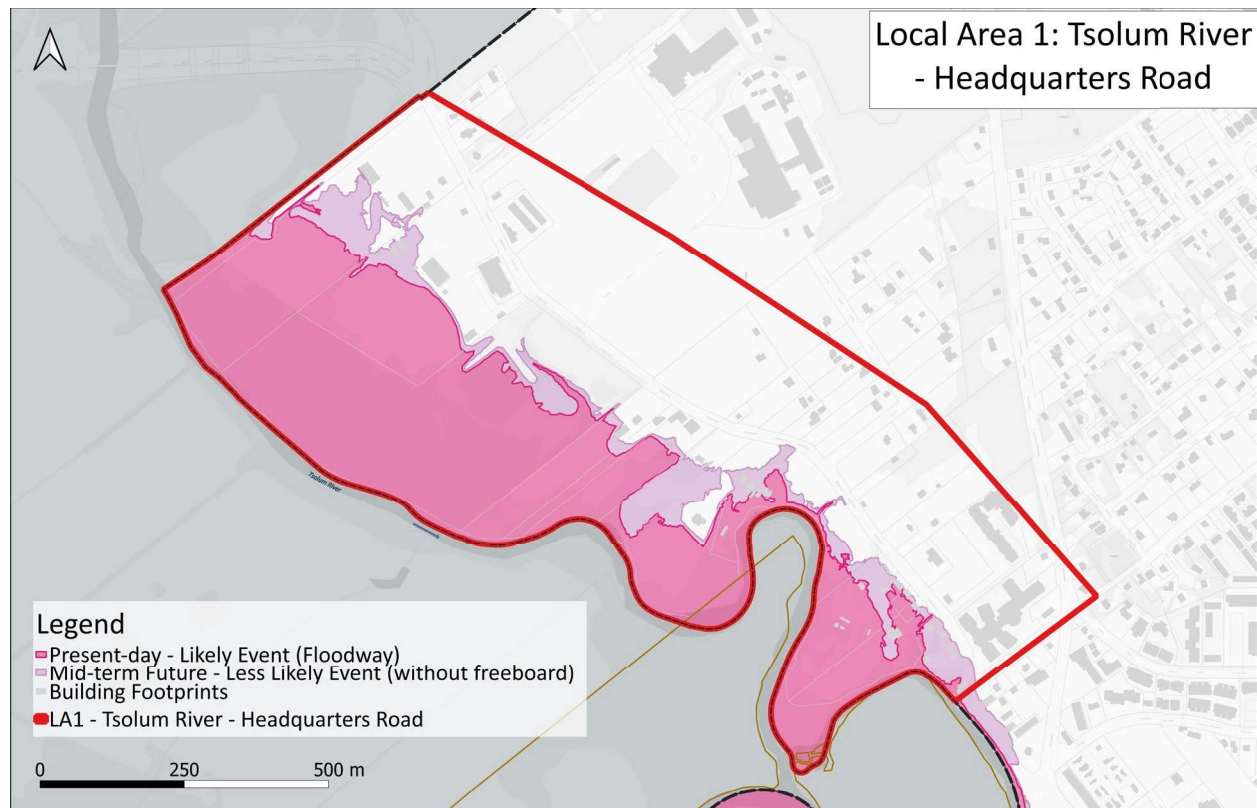 Local Area 1: Tsolum River
- Headquarters Road
Tsolum River
Legend
Present-day - Likely Event (Floodway)
Mid-term Future - Less Likely Event (without freeboard)
Building Footprints
LA1 - Tsolum River - Headquarters Road
0 250 500 m